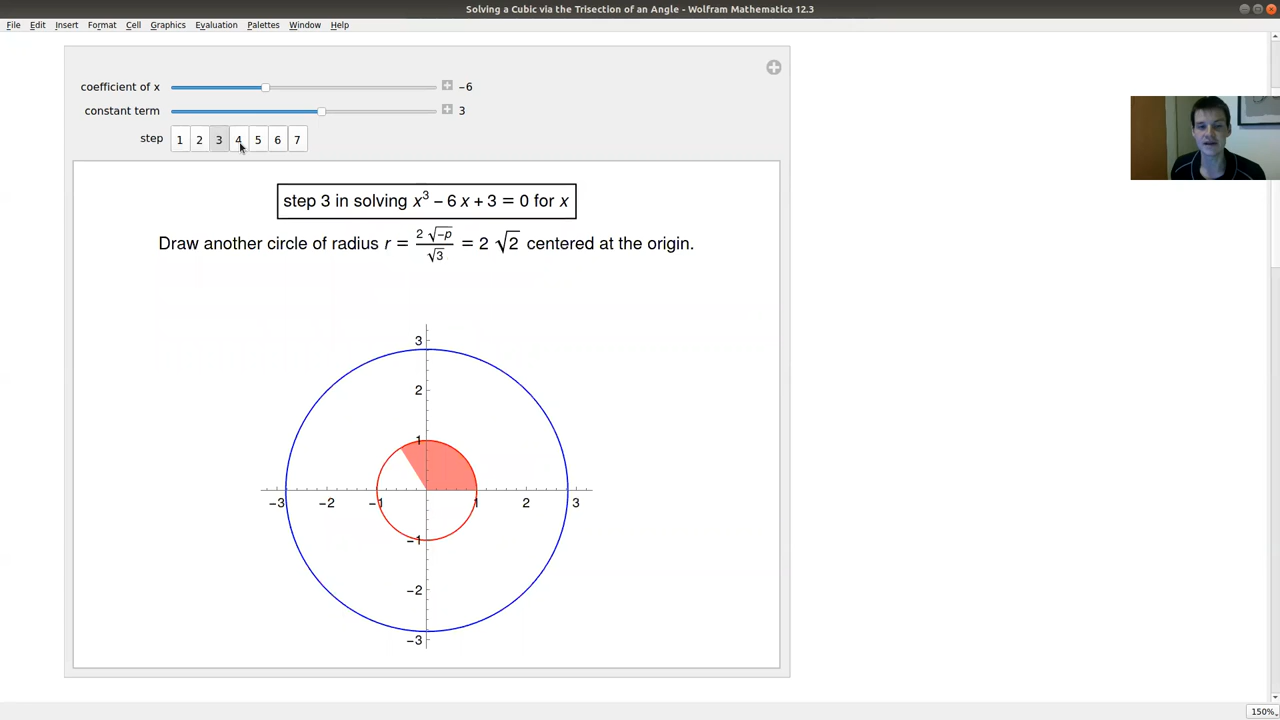 Solving a Cubic via the Trisection of an Angle - Wolfram Mathematica 12.3
File Edit Insert Format Cell Graphics Evaluation Palettes Window Help
coefficient of x −6
constant term 3
step 1 2 3 4 5 6 7
step 3 in solving x³ − 6 x + 3 = 0 for x
Draw another circle of radius r = 2 √−p / √3 = 2 √2 centered at the origin.
3
2
1
−3 −2 −1 1 2 3
−1
−2
−3
150%